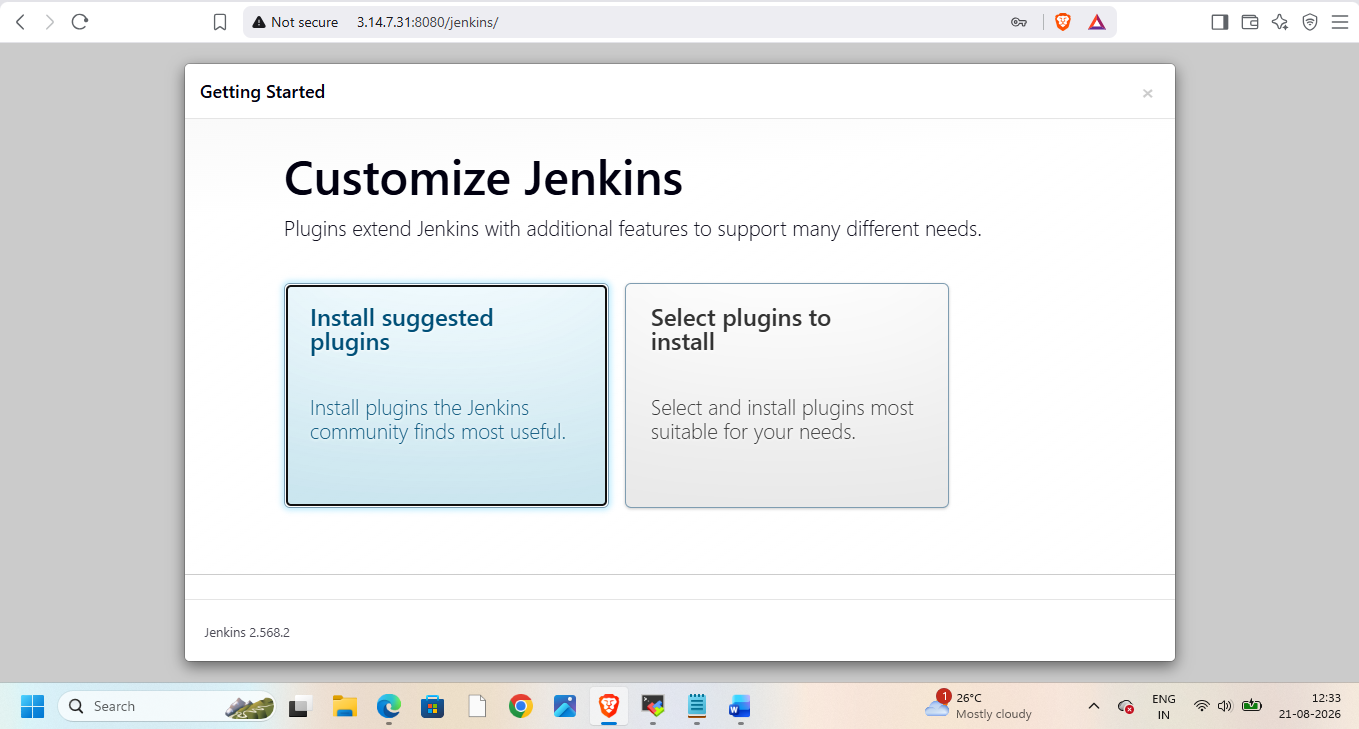 Not secure
3.14.7.31:8080/jenkins/
Getting Started
×
Customize Jenkins
Plugins extend Jenkins with additional features to support many different needs.
Install suggested
plugins
Install plugins the Jenkins
community finds most useful.
Select plugins to
install
Select and install plugins most
suitable for your needs.
Jenkins 2.568.2
Search
1
26°C
Mostly cloudy
ENG
IN
12:33
21-08-2026